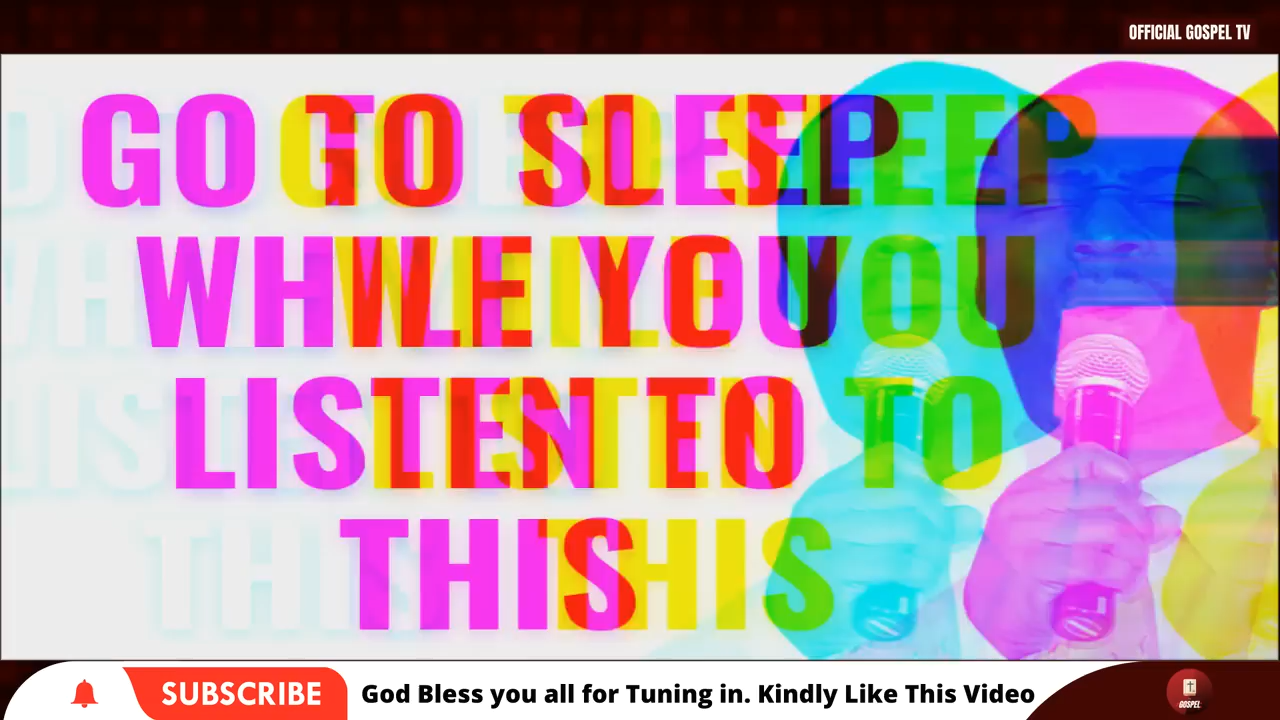 OFFICIAL GOSPEL TV
GO TO SLEEP
WHILE YOU
LISTEN TO
THIS
SUBSCRIBE
God Bless you all for Tuning in. Kindly Like This Video
GOSPEL